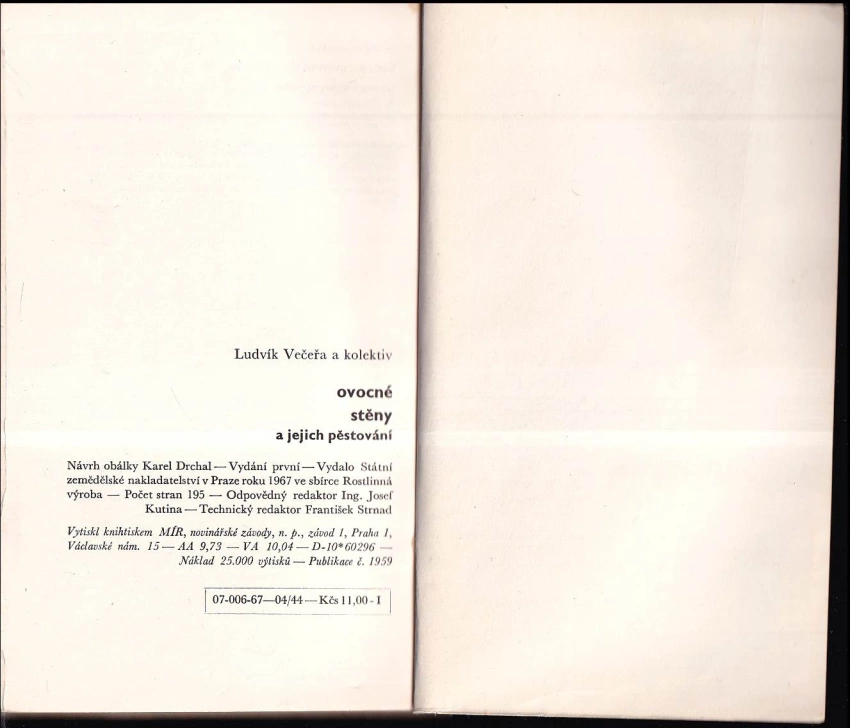 Ludvík Večeřa a kolektiv
ovocné
stěny
a jejich pěstování
Návrh obálky Karel Drchal — Vydání první — Vydalo Státní
zemědělské nakladatelství v Praze roku 1967 ve sbírce Rostlinná
výroba — Počet stran 195 — Odpovědný redaktor Ing. Josef
Kutina — Technický redaktor František Strnad
Vytiskl knihtiskem MÍR, novinářské závody, n. p., závod 1, Praha 1,
Václavské nám. 15 — AA 9,73 — VA 10,04 — D-10*60296 —
Náklad 25.000 výtisků — Publikace č. 1959
07-006-67—04/44 — Kčs 11,00 - I